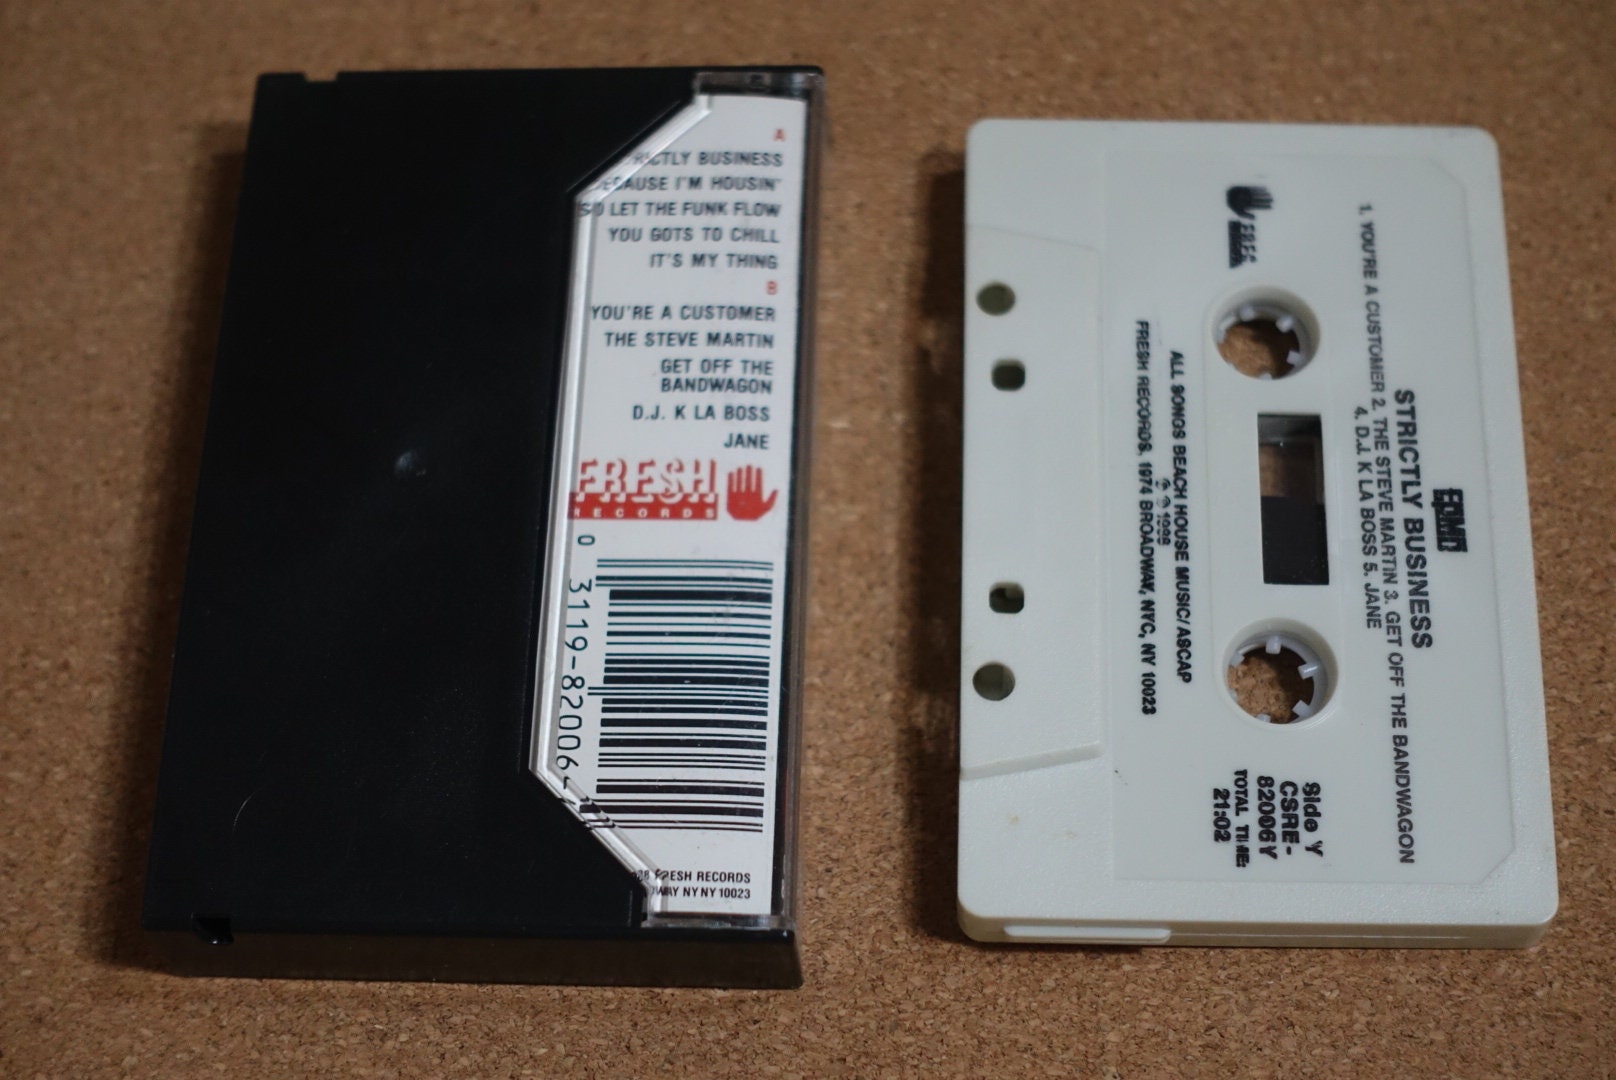 A
STRICTLY BUSINESS
BECAUSE I'M HOUSIN'
SO LET THE FUNK FLOW
YOU GOTS TO CHILL
IT'S MY THING
B
YOU'RE A CUSTOMER
THE STEVE MARTIN
GET OFF THE
BANDWAGON
D.J. K LA BOSS
JANE
FRESH
RECORDS
0 3119-82006-
FRESH RECORDS
NY NY 10023
EPMD
STRICTLY BUSINESS
1. YOU'RE A CUSTOMER 2. THE STEVE MARTIN 3. GET OFF THE BANDWAGON
4. D.J. K LA BOSS 5. JANE
Side Y
CSRE-
82006Y
TOTAL TIME:
21:02
ALL SONGS BEACH HOUSE MUSIC/ASCAP
℗ © 1988
FRESH RECORDS, 1974 BROADWAY, NYC, NY 10023